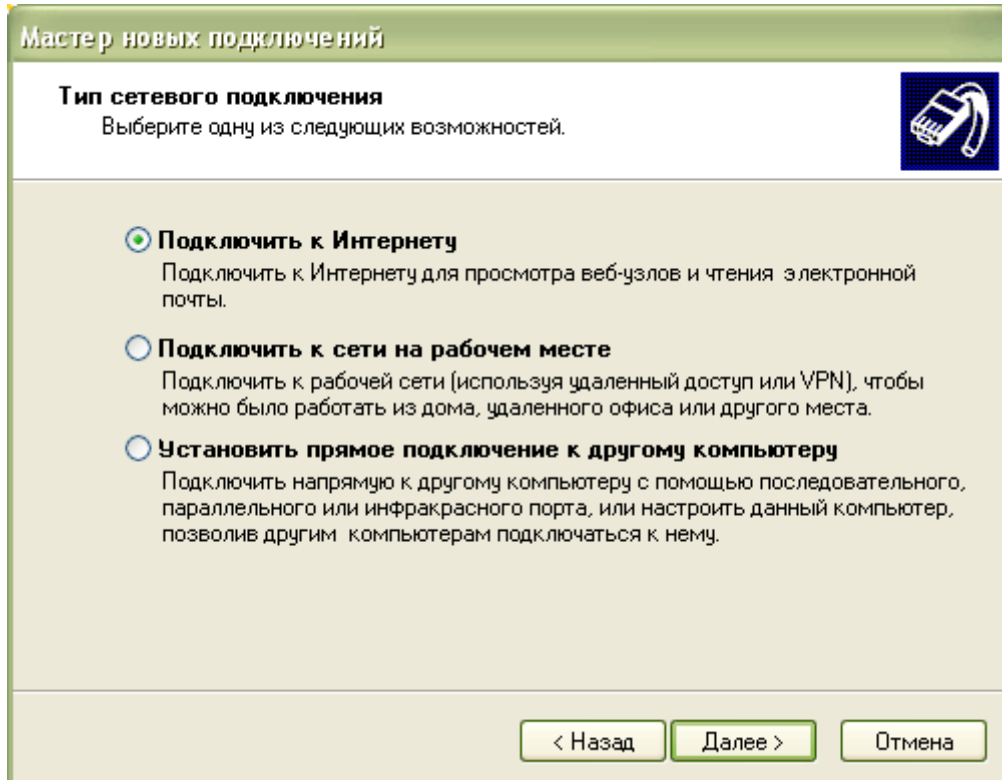 Мастер новых подключений
Тип сетевого подключения
Выберите одну из следующих возможностей.
Подключить к Интернету
Подключить к Интернету для просмотра веб-узлов и чтения электронной
почты.
Подключить к сети на рабочем месте
Подключить к рабочей сети (используя удаленный доступ или VPN), чтобы
можно было работать из дома, удаленного офиса или другого места.
Установить прямое подключение к другому компьютеру
Подключить напрямую к другому компьютеру с помощью последовательного,
параллельного или инфракрасного порта, или настроить данный компьютер,
позволив другим компьютерам подключаться к нему.
< Назад Далее > Отмена